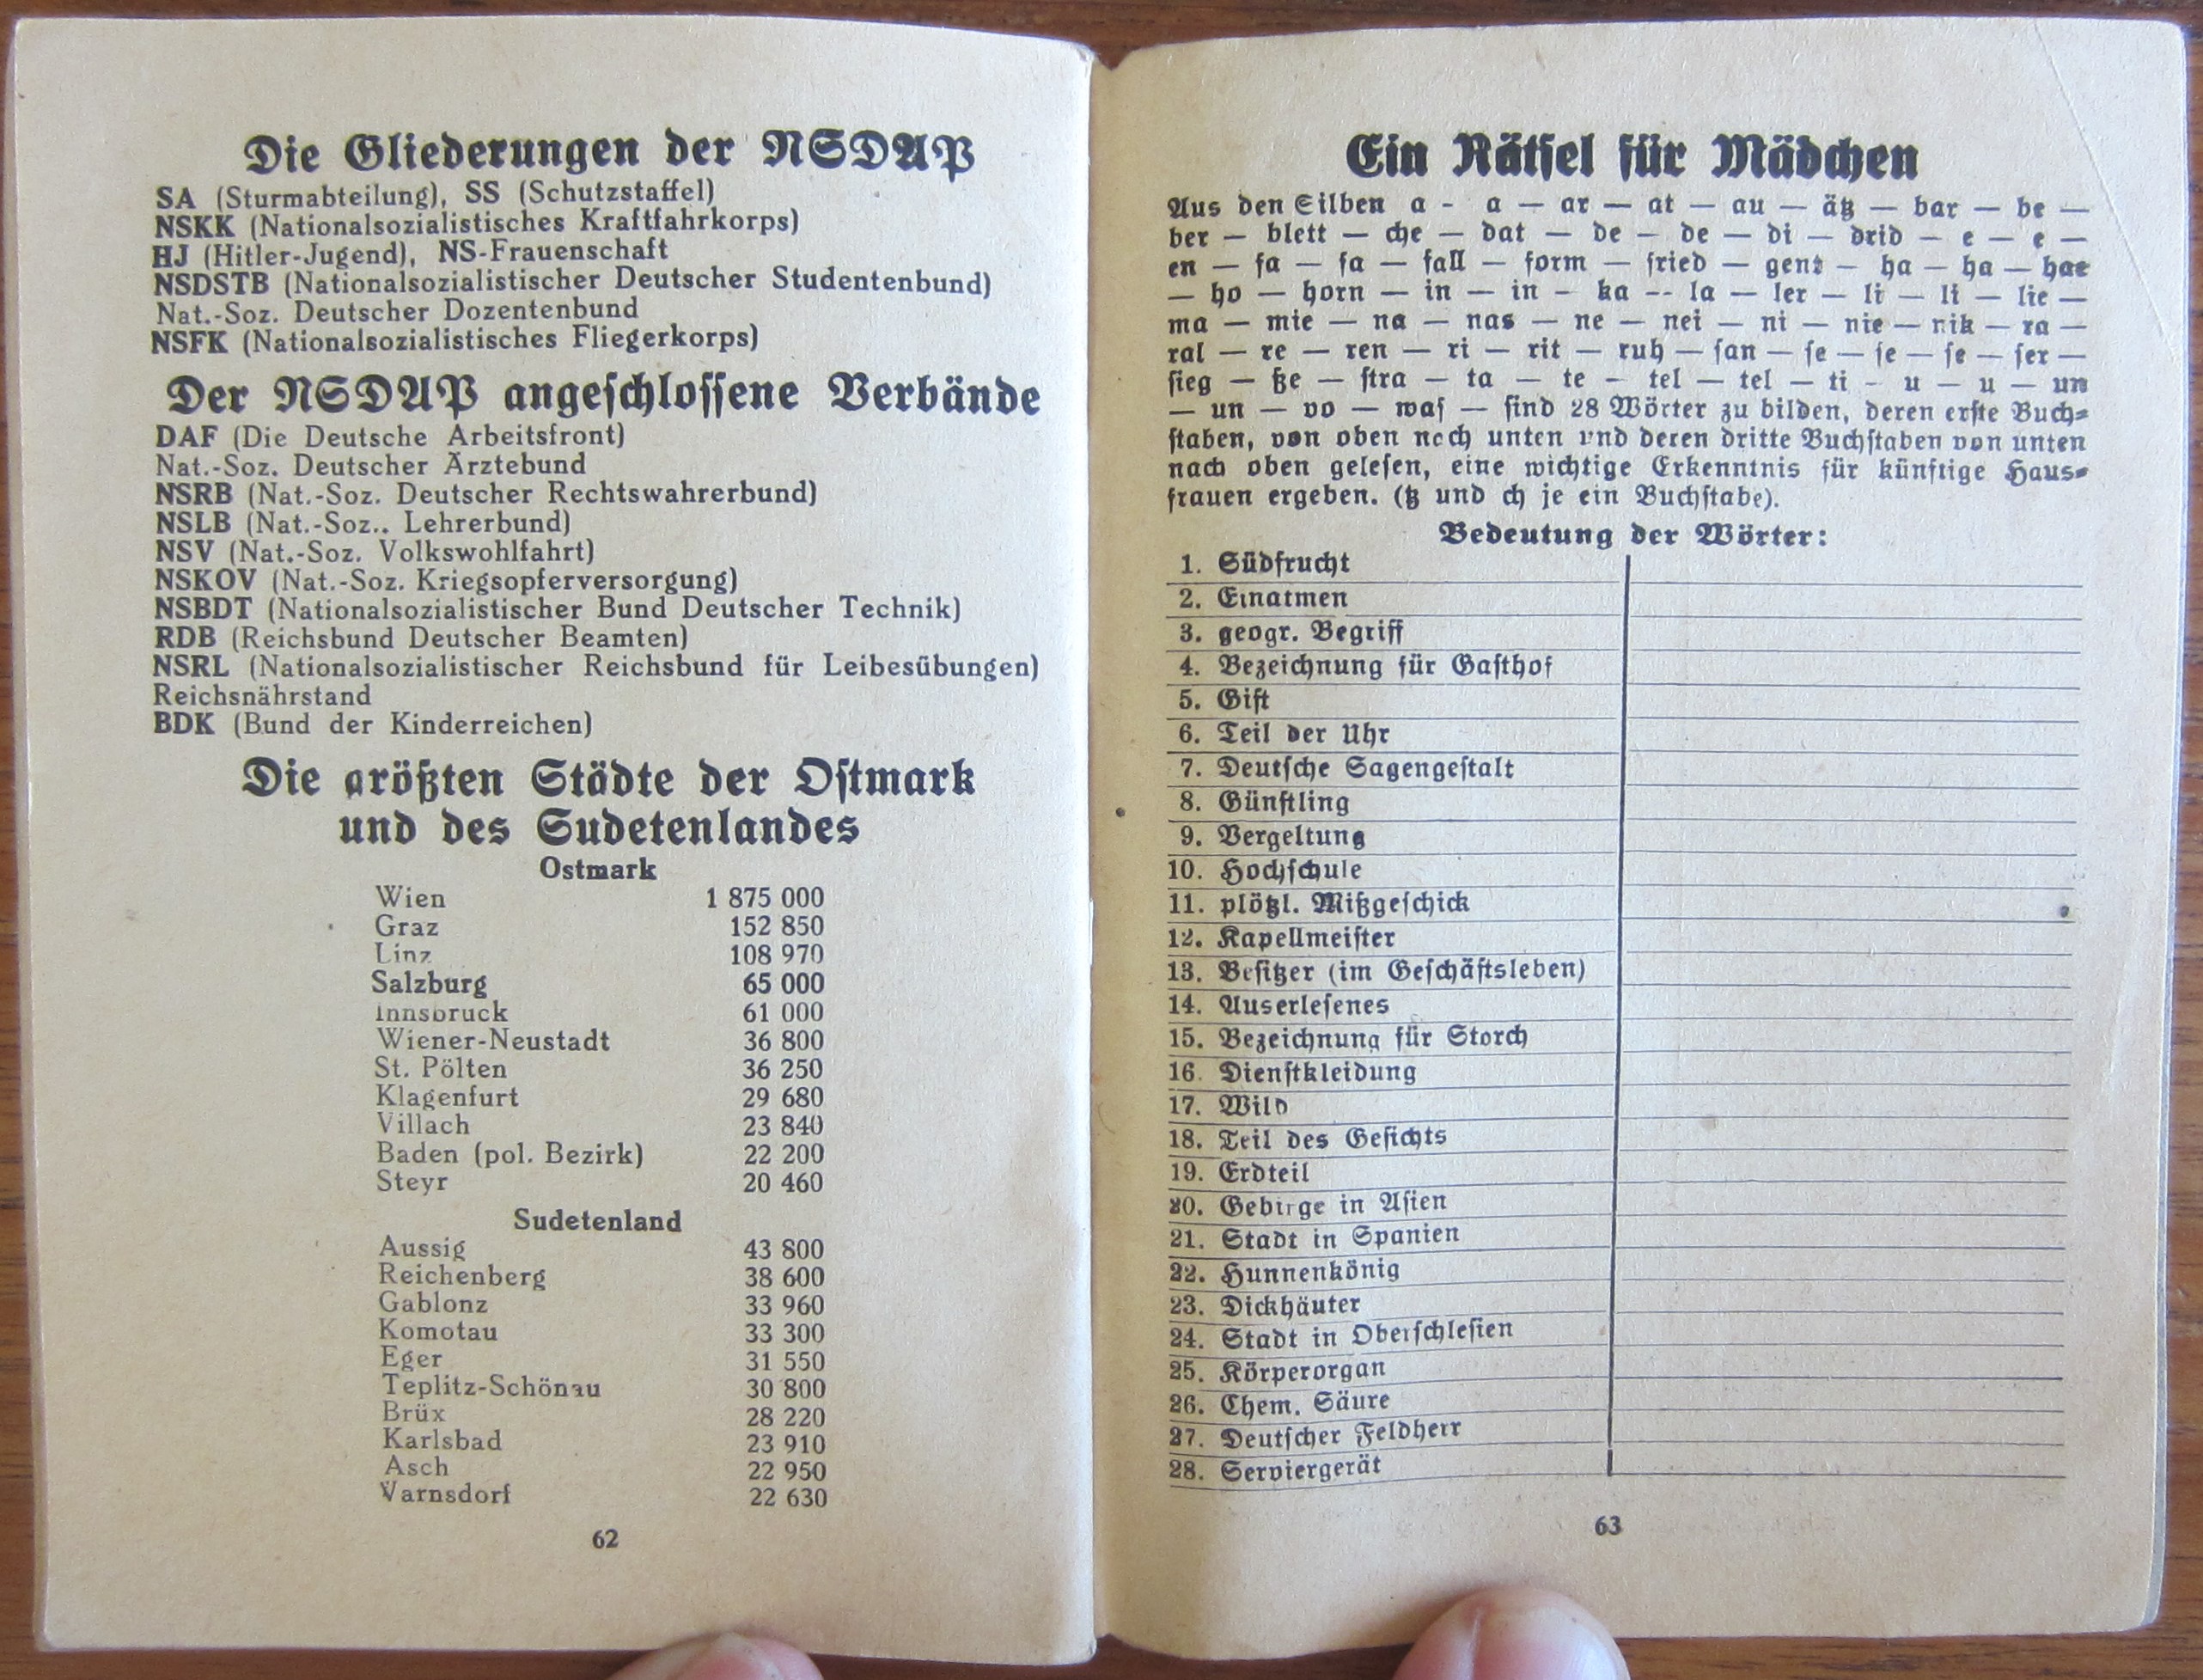 Die Gliederungen der NSDAP
SA (Sturmabteilung), SS (Schutzstaffel)
NSKK (Nationalsozialistisches Kraftfahrkorps)
HJ (Hitler-Jugend), NS-Frauenschaft
NSDSTB (Nationalsozialistischer Deutscher Studentenbund)
Nat.-Soz. Deutscher Dozentenbund
NSFK (Nationalsozialistisches Fliegerkorps)
Der NSDAP angeschlossene Verbände
DAF (Die Deutsche Arbeitsfront)
Nat.-Soz. Deutscher Ärztebund
NSRB (Nat.-Soz. Deutscher Rechtswahrerbund)
NSLB (Nat.-Soz.. Lehrerbund)
NSV (Nat.-Soz. Volkswohlfahrt)
NSKOV (Nat.-Soz. Kriegsopferversorgung)
NSBDT (Nationalsozialistischer Bund Deutscher Technik)
RDB (Reichsbund Deutscher Beamten)
NSRL (Nationalsozialistischer Reichsbund für Leibesübungen)
Reichsnährstand
BDK (Bund der Kinderreichen)
Die größten Städte der Ostmark
und des Sudetenlandes
Ostmark
Wien 1 875 000
Graz 152 850
Linz 108 970
Salzburg 65 000
Innsbruck 61 000
Wiener-Neustadt 36 800
St. Pölten 36 250
Klagenfurt 29 680
Villach 23 840
Baden (pol. Bezirk) 22 200
Steyr 20 460
Sudetenland
Aussig 43 800
Reichenberg 38 600
Gablonz 33 960
Komotau 33 300
Eger 31 550
Teplitz-Schönau 30 800
Brüx 28 220
Karlsbad 23 910
Asch 22 950
Varnsdorf 22 630
62
Ein Rätsel für Mädchen
Aus den Silben a - a — ar — at — au — ätz — bar — be —
ber — blett — che — dat — de — de — di — drid — e — e —
en — fa — fa — fall — form — fried — genz — ha — ha — hae
— ho — horn — in — in — ka -- la — ler — li — li — lie —
ma — mie — na — nas — ne — nei — ni — nie — nik — ra —
ral — re — ren — ri — rit — ruh — san — se — se — se — ser —
sieg — ße — stra — ta — te — tel — tel — ti - u — u — un
— un — vo — was — sind 28 Wörter zu bilden, deren erste Buch-
staben, von oben nach unten und deren dritte Buchstaben von unten
nach oben gelesen, eine wichtige Erkenntnis für künftige Haus-
frauen ergeben. (tz und ch je ein Buchstabe).
Bedeutung der Wörter:
1. Südfrucht
2. Einatmen
3. geogr. Begriff
4. Bezeichnung für Gasthof
5. Gift
6. Teil der Uhr
7. Deutsche Sagengestalt
8. Günstling
9. Vergeltung
10. Hochschule
11. plötzl. Mißgeschick
12. Kapellmeister
13. Besitzer (im Geschäftsleben)
14. Auserlesenes
15. Bezeichnung für Storch
16. Dienstkleidung
17. Wild
18. Teil des Gesichts
19. Erdteil
20. Gebirge in Asien
21. Stadt in Spanien
22. Hunnenkönig
23. Dickhäuter
24. Stadt in Oberschlesien
25. Körperorgan
26. Chem. Säure
27. Deutscher Feldherr
28. Serviergerät
63